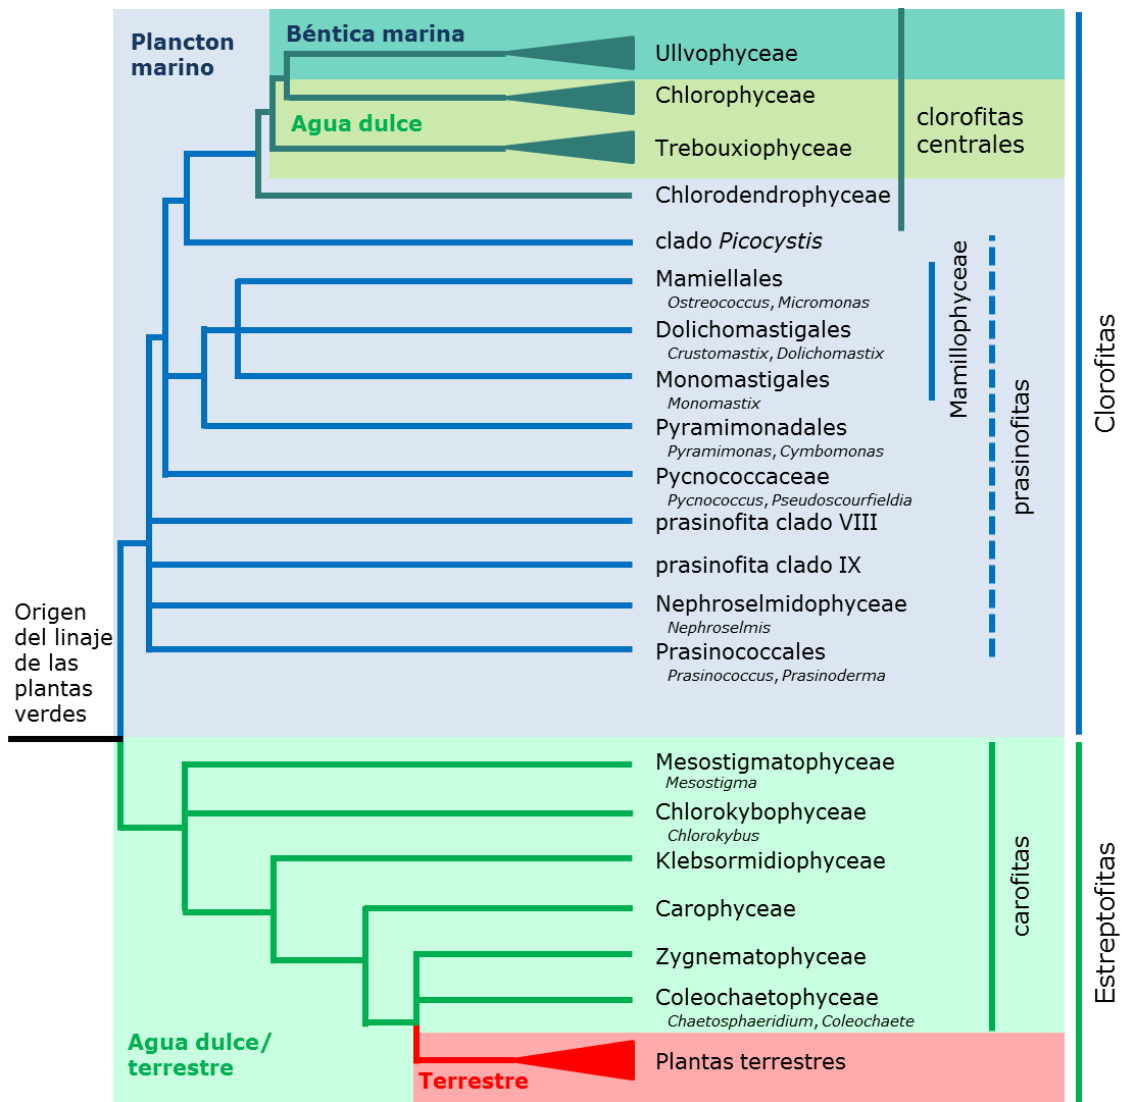 Plancton
marino
Béntica marina
Ullvophyceae
Chlorophyceae
Agua dulce
Trebouxiophyceae
clorofitas
centrales
Chlorodendrophyceae
clado Picocystis
Mamiellales
Ostreococcus, Micromonas
Dolichomastigales
Crustomastix, Dolichomastix
Monomastigales
Monomastix
Mamillophyceae
Pyramimonadales
Pyramimonas, Cymbomonas
Pycnococcaceae
Pycnococcus, Pseudoscourfieldia
prasinofita clado VIII
prasinofita clado IX
Nephroselmidophyceae
Nephroselmis
Prasinococcales
Prasinococcus, Prasinoderma
prasinofitas
Clorofitas
Origen
del linaje
de las
plantas
verdes
Mesostigmatophyceae
Mesostigma
Chlorokybophyceae
Chlorokybus
Klebsormidiophyceae
Carophyceae
Zygnematophyceae
Coleochaetophyceae
Chaetosphaeridium, Coleochaete
carofitas
Estreptofitas
Agua dulce/
terrestre
Terrestre
Plantas terrestres